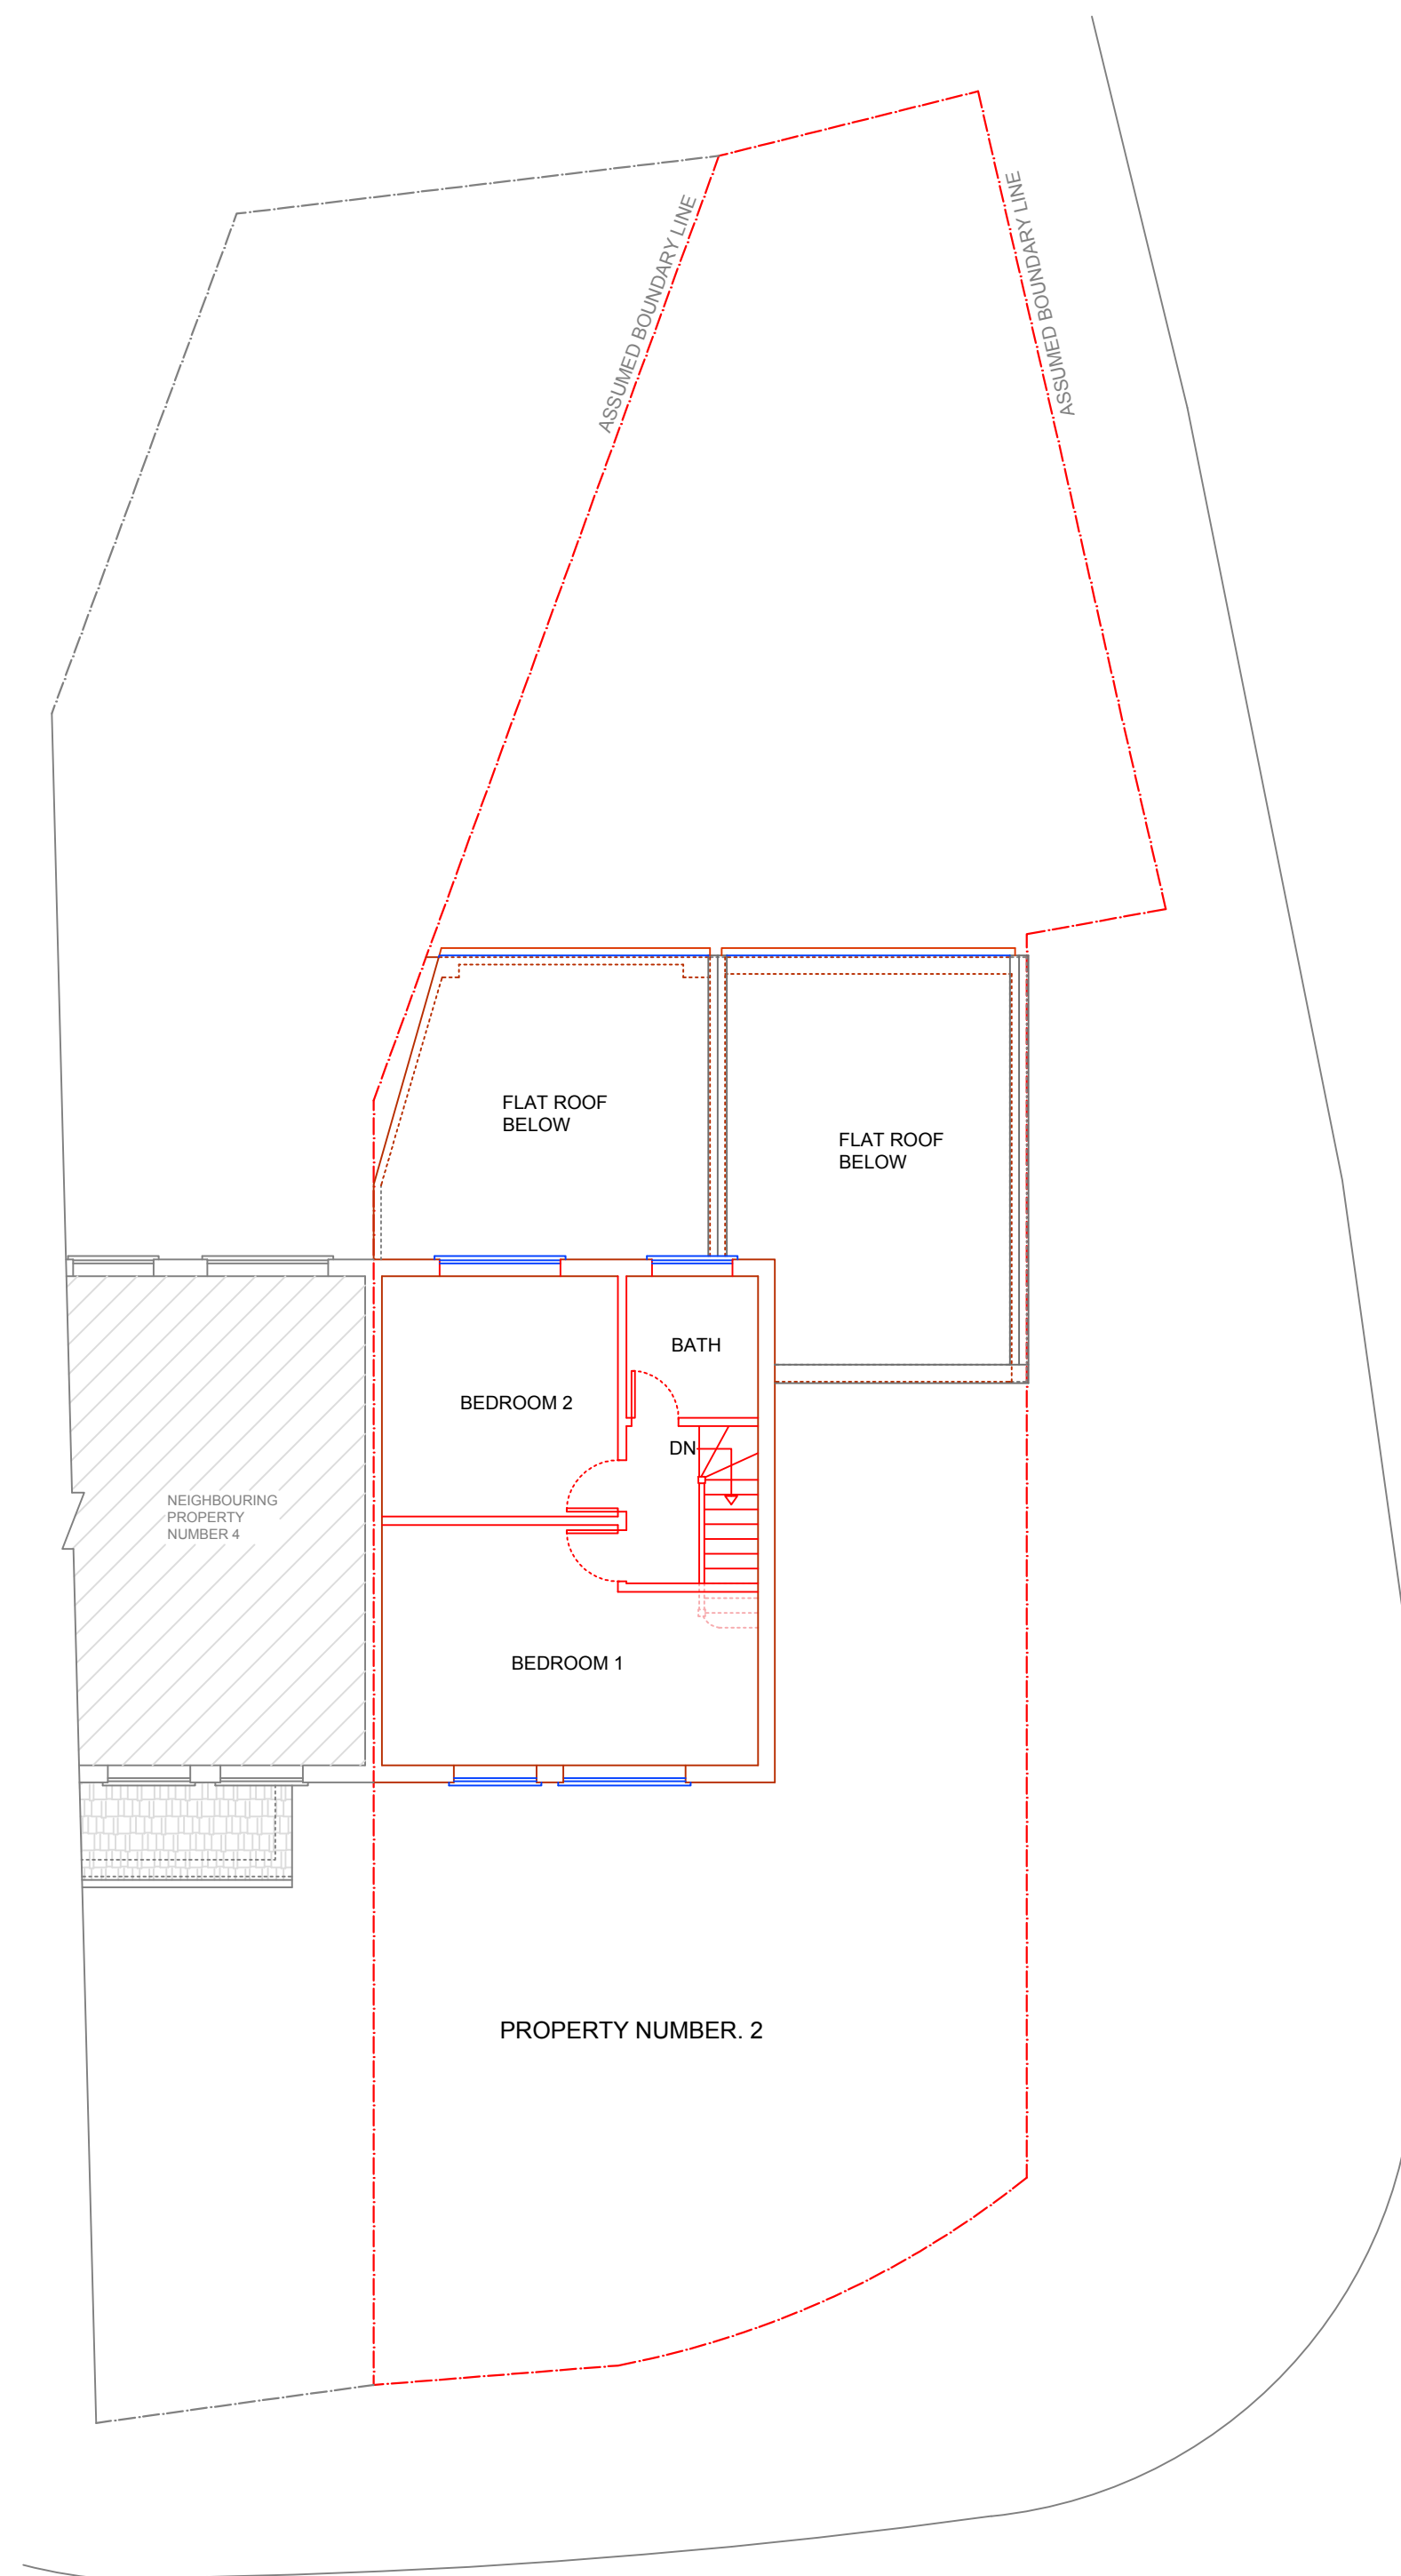 ASSUMED BOUNDARY LINE
ASSUMED BOUNDARY LINE
FLAT ROOF
BELOW
FLAT ROOF
BELOW
BATH
BEDROOM 2
DN
NEIGHBOURING
PROPERTY
NUMBER 4
BEDROOM 1
PROPERTY NUMBER. 2